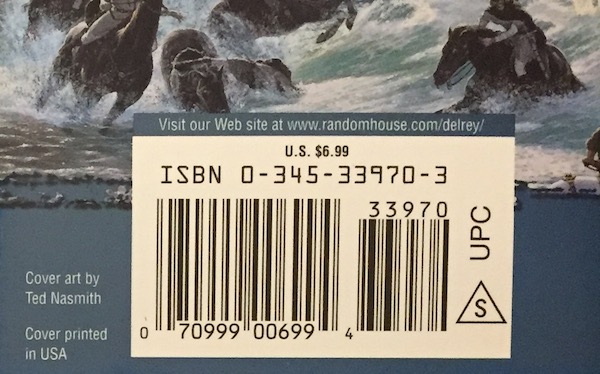 Visit our Web site at www.randomhouse.com/delrey/
U.S. $6.99
ISBN 0-345-33970-3
33970
UPC
S
0 70999 00699 4
Cover art by
Ted Nasmith
Cover printed
in USA